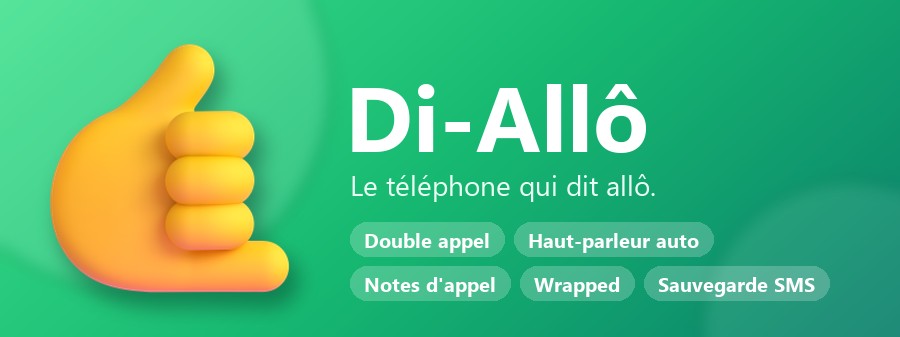 Di-Allô
Le téléphone qui dit allô.
Double appel Haut-parleur auto
Notes d'appel Wrapped Sauvegarde SMS